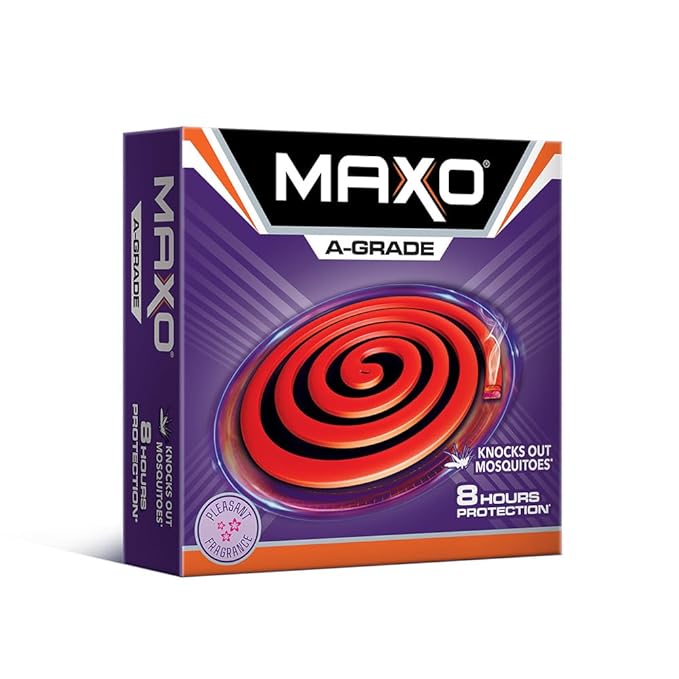 MAXO®
A-GRADE
KNOCKS OUT
MOSQUITOES*
8 HOURS
PROTECTION*
PLEASANT
FRAGRANCE
MAXO®
A-GRADE
KNOCKS OUT
MOSQUITOES*
8 HOURS
PROTECTION*